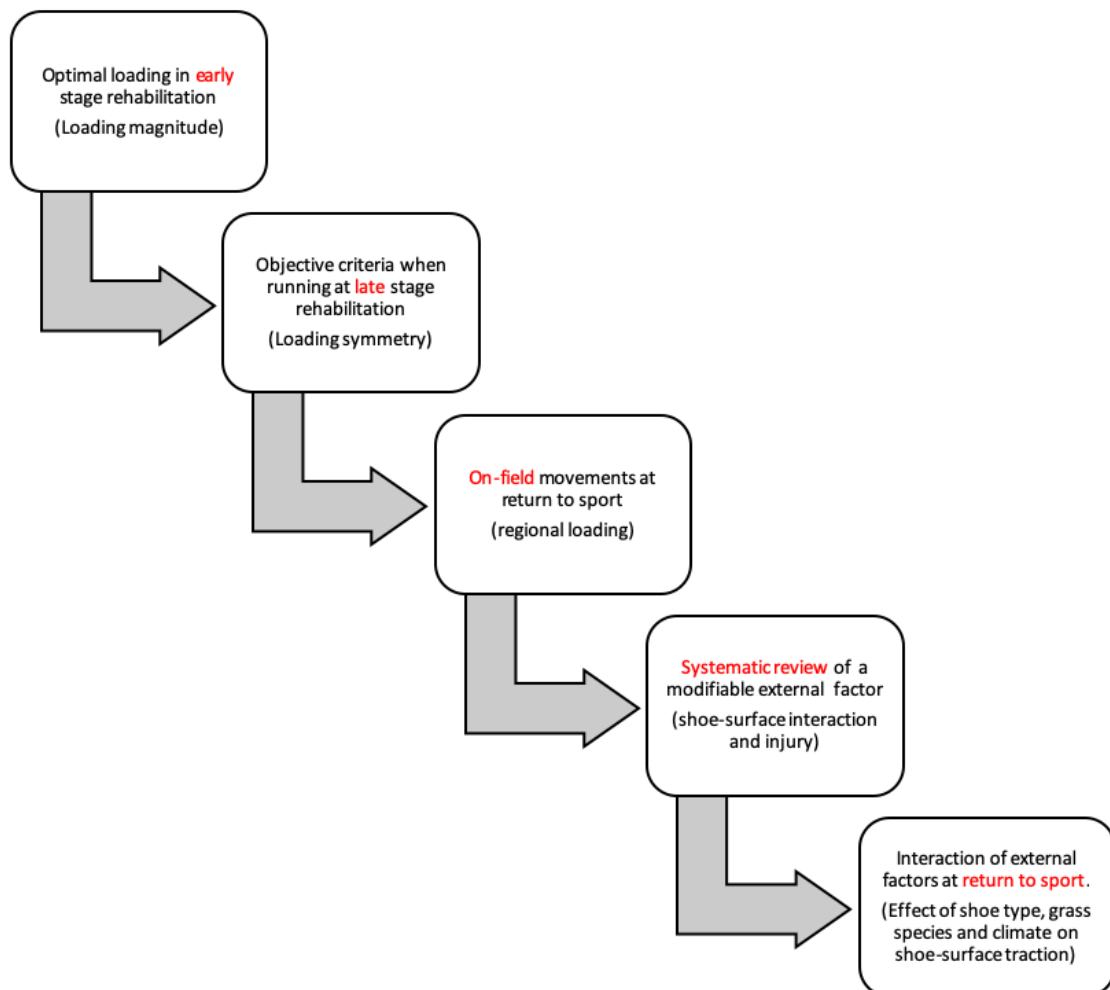 Optimal loading in early
stage rehabilitation
(Loading magnitude)
Objective criteria when
running at late stage
rehabilitation
(Loading symmetry)
On-field movements at
return to sport
(regional loading)
Systematic review of a
modifiable external factor
(shoe-surface interaction
and injury)
Interaction of external
factors at return to sport.
(Effect of shoe type, grass
species and climate on
shoe-surface traction)